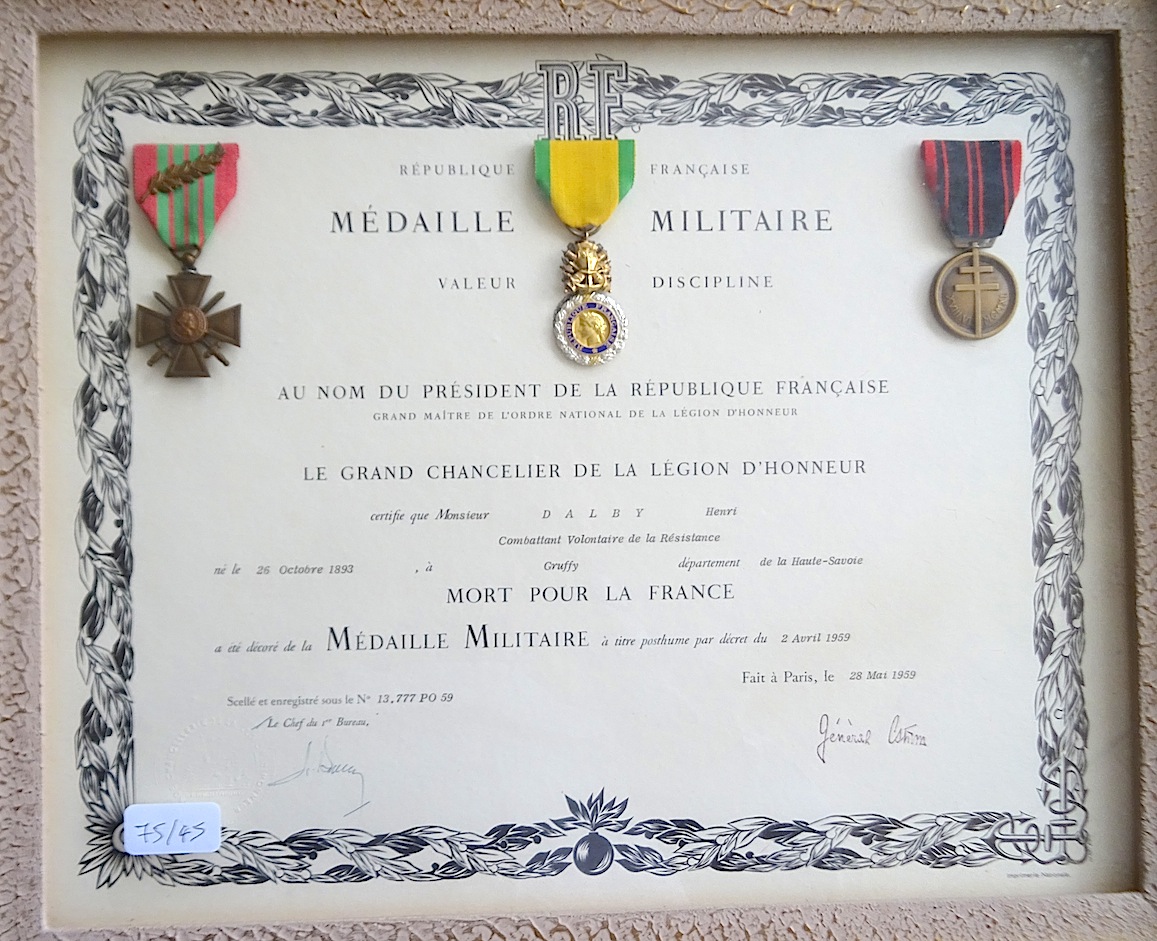 RF
RÉPUBLIQUE FRANÇAISE
MÉDAILLE MILITAIRE
VALEUR DISCIPLINE
AU NOM DU PRÉSIDENT DE LA RÉPUBLIQUE FRANÇAISE
GRAND MAÎTRE DE L'ORDRE NATIONAL DE LA LÉGION D'HONNEUR
LE GRAND CHANCELIER DE LA LÉGION D'HONNEUR
certifie que Monsieur DALBY Henri
Combattant Volontaire de la Résistance
né le 26 Octobre 1893 , à Gruffy département de la Haute-Savoie
MORT POUR LA FRANCE
a été décoré de la MÉDAILLE MILITAIRE à titre posthume par décret du 2 Avril 1959
Fait à Paris, le 28 Mai 1959
Scellé et enregistré sous le N° 13,777 PO 59
Le Chef du 1er Bureau,
Général
75/45
Imprimerie Nationale.